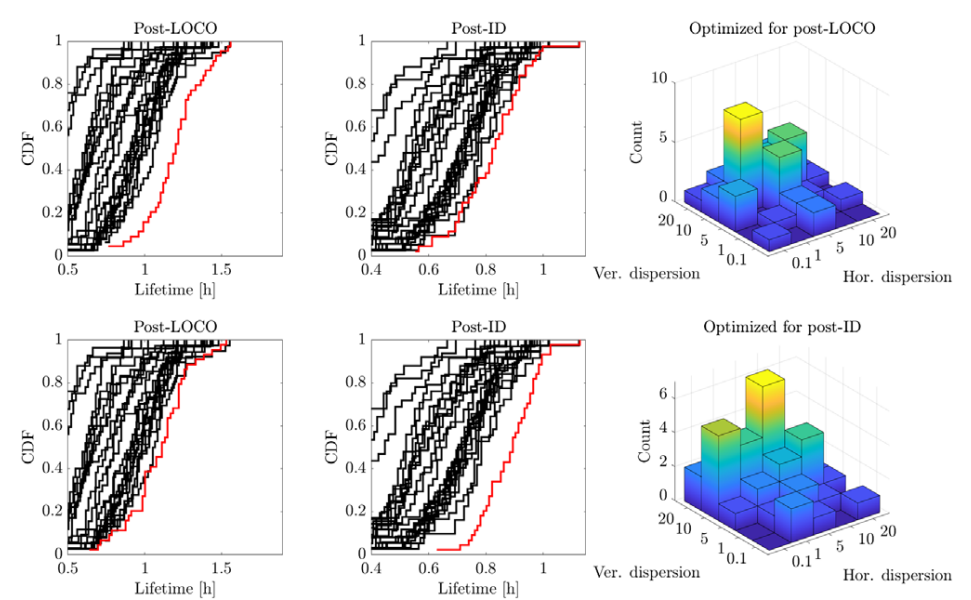 Post-LOCO
1
0.8
0.6
0.4
0.2
0
CDF
0.5 1 1.5
Lifetime [h]
Post-ID
1
0.8
0.6
0.4
0.2
0
CDF
0.4 0.6 0.8 1
Lifetime [h]
Optimized for post-LOCO
10
5
0
Count
20 10 5 1 0.1
Ver. dispersion
0.1 1 5 10 20
Hor. dispersion
Post-LOCO
1
0.8
0.6
0.4
0.2
0
CDF
0.5 1 1.5
Lifetime [h]
Post-ID
1
0.8
0.6
0.4
0.2
0
CDF
0.4 0.6 0.8 1
Lifetime [h]
Optimized for post-ID
6
4
2
0
Count
20 10 5 1 0.1
Ver. dispersion
0.1 1 5 10 20
Hor. dispersion